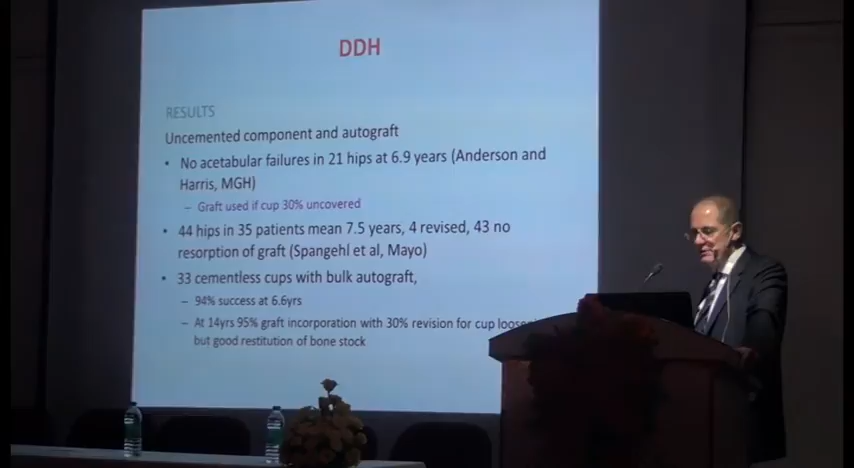 DDH
RESULTS
Uncemented component and autograft
• No acetabular failures in 21 hips at 6.9 years (Anderson and
Harris, MGH)
– Graft used if cup 30% uncovered
• 44 hips in 35 patients mean 7.5 years, 4 revised, 43 no
resorption of graft (Spangehl et al, Mayo)
• 33 cementless cups with bulk autograft,
– 94% success at 6.6yrs
– At 14yrs 95% graft incorporation with 30% revision for cup
but good restitution of bone stock